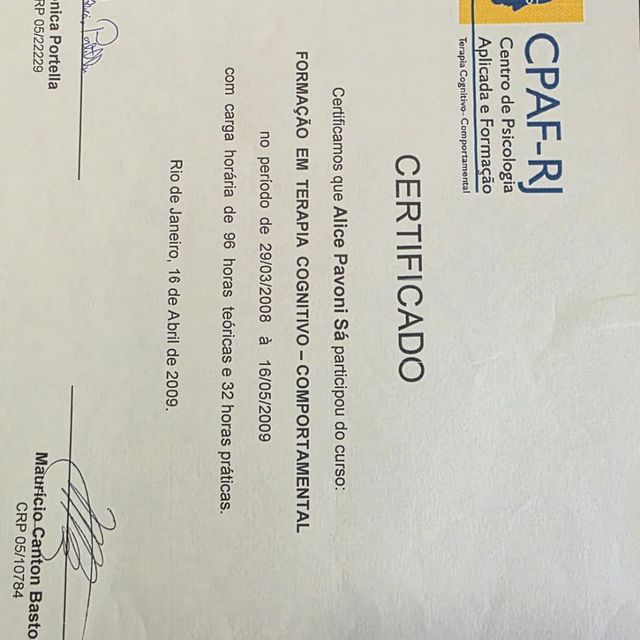 CPAF-RJ
Centro de Psicologia
Aplicada e Formação
Terapia Cognitivo-Comportamental
CERTIFICADO
Certificamos que Alice Pavoni Sá participou do curso:
FORMAÇÃO EM TERAPIA COGNITIVO – COMPORTAMENTAL
no período de 29/03/2008 à 16/05/2009
com carga horária de 96 horas teóricas e 32 horas práticas.
Rio de Janeiro, 16 de Abril de 2009.
nica Portella
CRP 05/22229
Maurício Canton Basto
CRP 05/10784